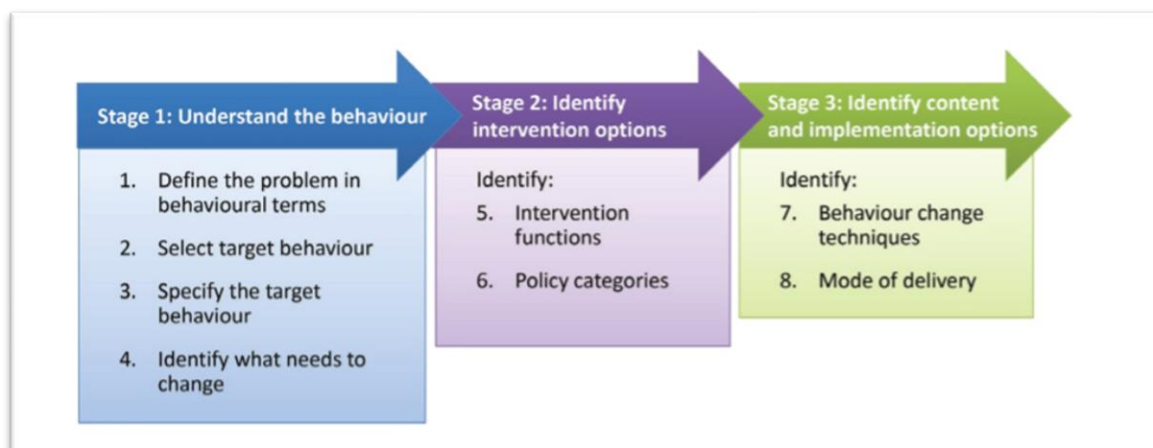 Stage 1: Understand the behaviour
1. Define the problem in
behavioural terms
2. Select target behaviour
3. Specify the target
behaviour
4. Identify what needs to
change
Stage 2: Identify
intervention options
Identify:
5. Intervention
functions
6. Policy categories
Stage 3: Identify content
and implementation options
Identify:
7. Behaviour change
techniques
8. Mode of delivery